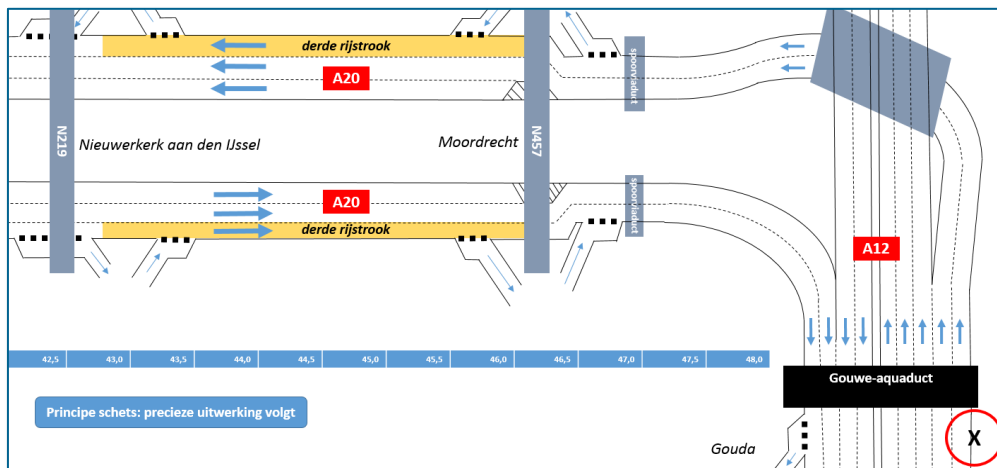 derde rijstrook
A20
spoorviaduct
N219
Nieuwerkerk aan den IJssel
Moordrecht
N457
A20
spoorviaduct
derde rijstrook
A12
42,5 43,0 43,5 44,0 44,5 45,0 45,5 46,0 46,5 47,0 47,5 48,0
Gouwe-aquaduct
Principe schets: precieze uitwerking volgt
Gouda
X